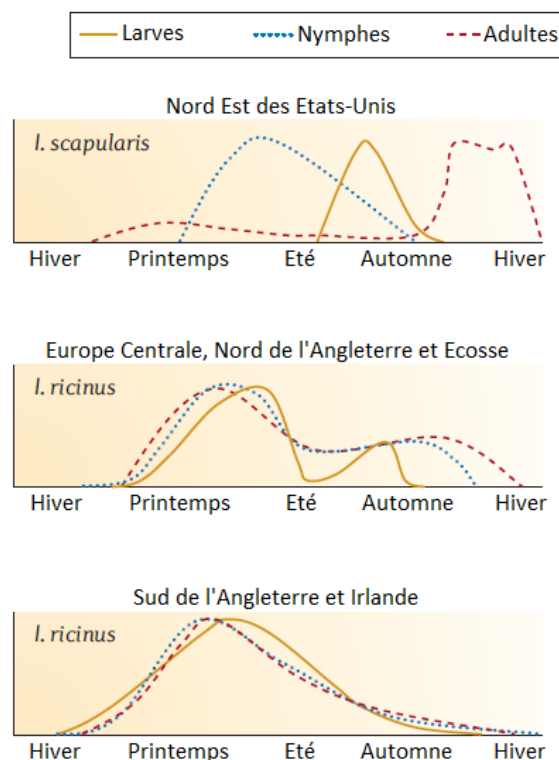 Larves Nymphes Adultes
Nord Est des Etats-Unis
I. scapularis
Hiver Printemps Eté Automne Hiver
Europe Centrale, Nord de l'Angleterre et Ecosse
I. ricinus
Hiver Printemps Eté Automne Hiver
Sud de l'Angleterre et Irlande
I. ricinus
Hiver Printemps Eté Automne Hiver